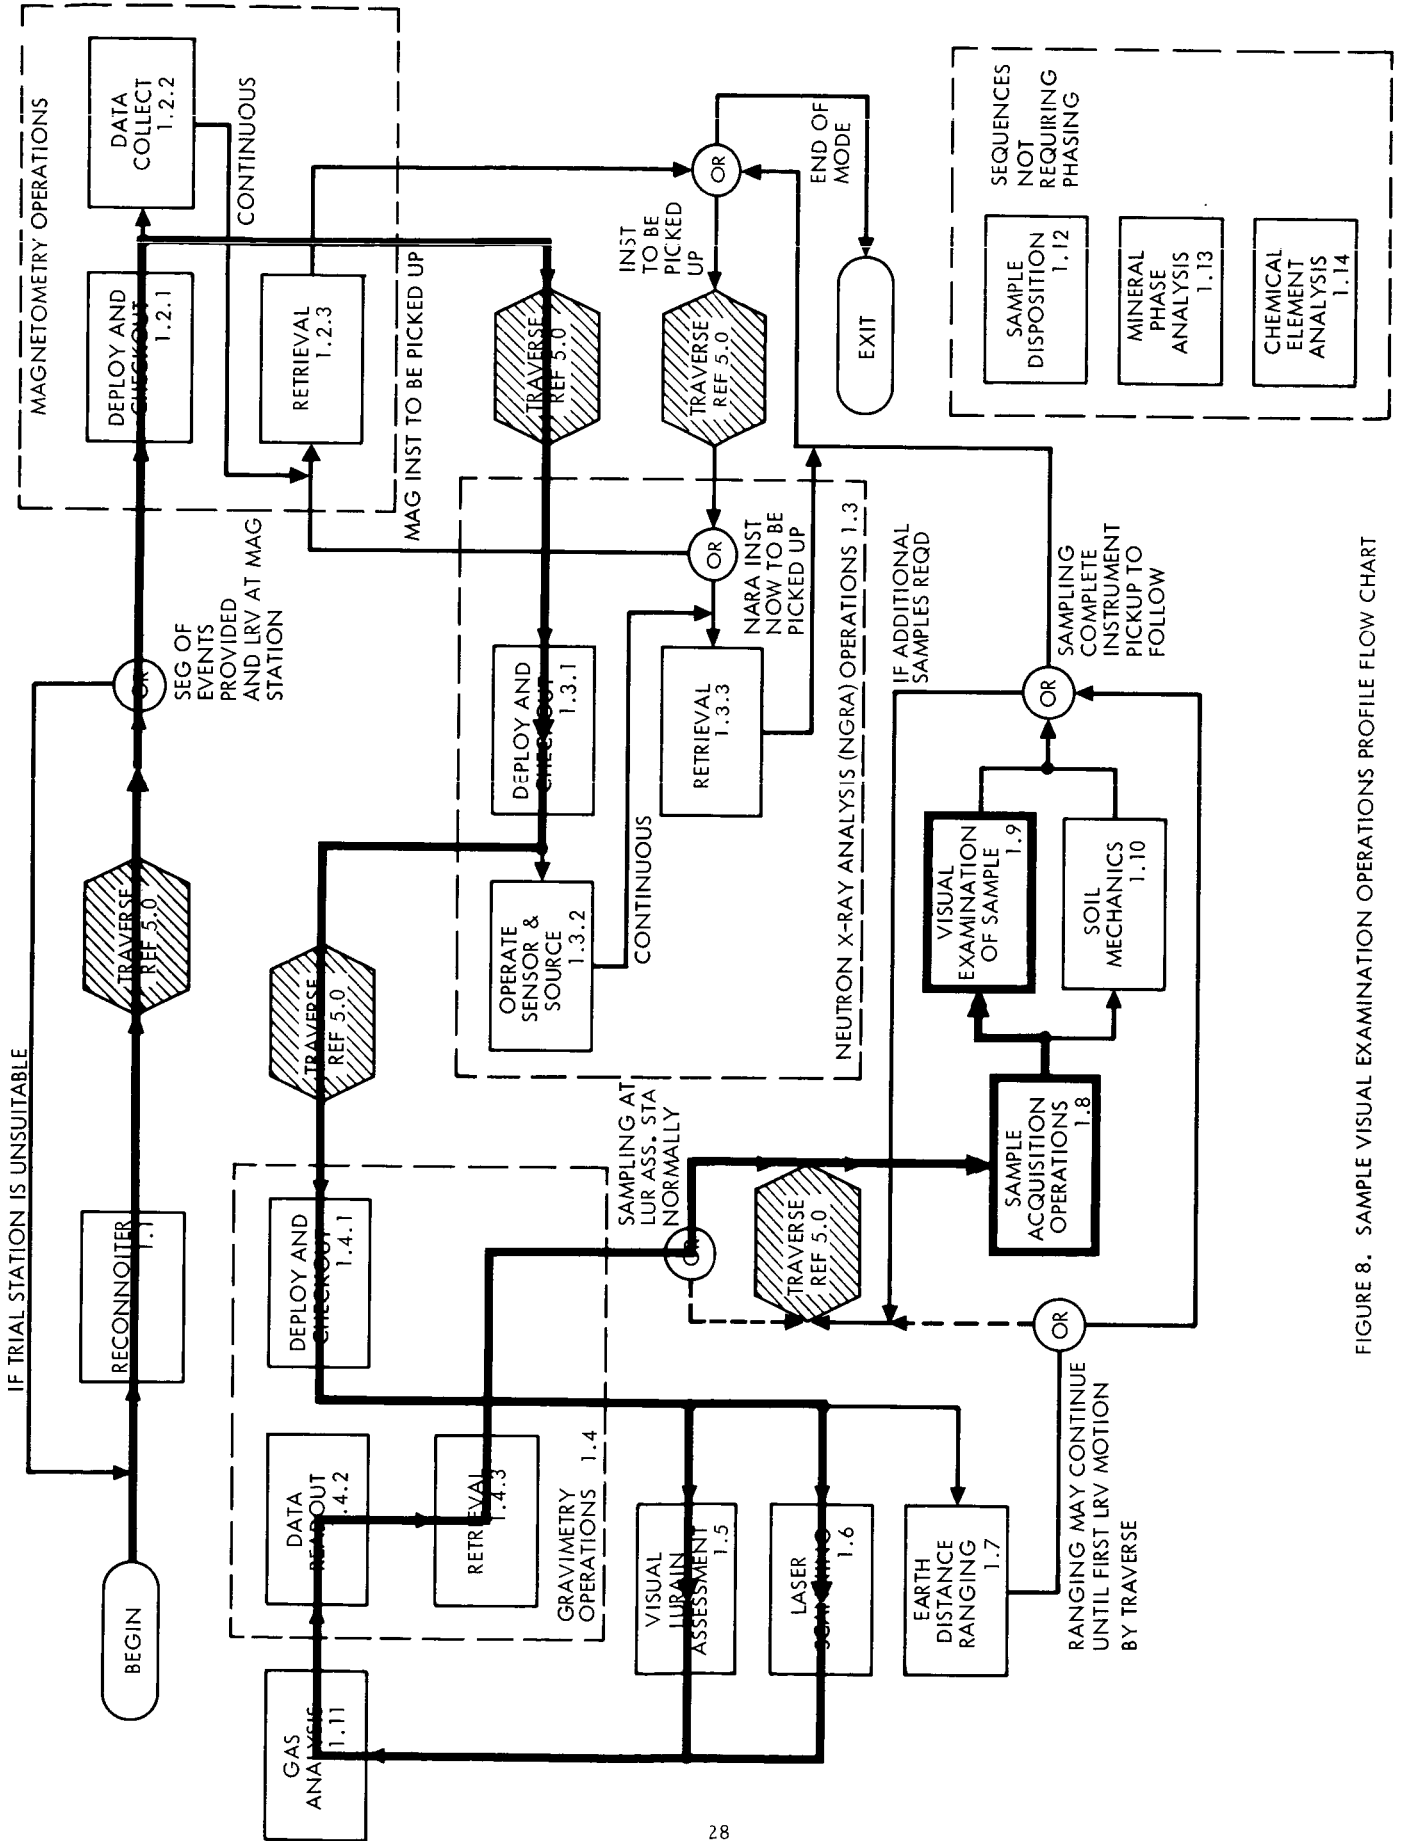 IF TRIAL STATION IS UNSUITABLE
BEGIN
RECONNOITER
1.1
TRAVERSE
REF 5.0
OR
SEG OF
EVENTS
PROVIDED
AND LRV AT MAG
STATION
MAGNETOMETRY OPERATIONS
DEPLOY AND
CHECKOUT
1.2.1
DATA
COLLECT
1.2.2
CONTINUOUS
RETRIEVAL
1.2.3
MAG INST TO BE PICKED UP
GAS
ANALYSIS
1.11
DATA
READOUT
1.4.2
RETRIEVAL
1.4.3
DEPLOY AND
CHECKOUT
1.4.1
GRAVIMETRY
OPERATIONS 1.4
TRAVERSE
REF 5.0
OPERATE
SENSOR &
SOURCE
1.3.2
CONTINUOUS
DEPLOY AND
CHECKOUT
1.3.1
RETRIEVAL
1.3.3
NARA INST
NOW TO BE
PICKED UP
OR
NEUTRON X-RAY ANALYSIS (NGRA) OPERATIONS 1.3
TRAVERSE
REF 5.0
TRAVERSE
REF 5.0
INST
TO BE
PICKED
UP
OR
END OF
MODE
EXIT
VISUAL
LURAIN
ASSESSMENT
1.5
LASER
SCANNING
1.6
EARTH
DISTANCE
RANGING
1.7
RANGING MAY CONTINUE
UNTIL FIRST LRV MOTION
BY TRAVERSE
OR
SAMPLING AT
LUR ASS. STA
NORMALLY
OR
TRAVERSE
REF 5.0
SAMPLE
ACQUISITION
OPERATIONS
1.8
VISUAL
EXAMINATION
OF SAMPLE
1.9
SOIL
MECHANICS
1.10
IF ADDITIONAL
SAMPLES REQD
OR
SAMPLING
COMPLETE
INSTRUMENT
PICKUP TO
FOLLOW
SEQUENCES
NOT
REQUIRING
PHASING
SAMPLE
DISPOSITION
1.12
MINERAL
PHASE
ANALYSIS
1.13
CHEMICAL
ELEMENT
ANALYSIS
1.14
FIGURE 8. SAMPLE VISUAL EXAMINATION OPERATIONS PROFILE FLOW CHART
28